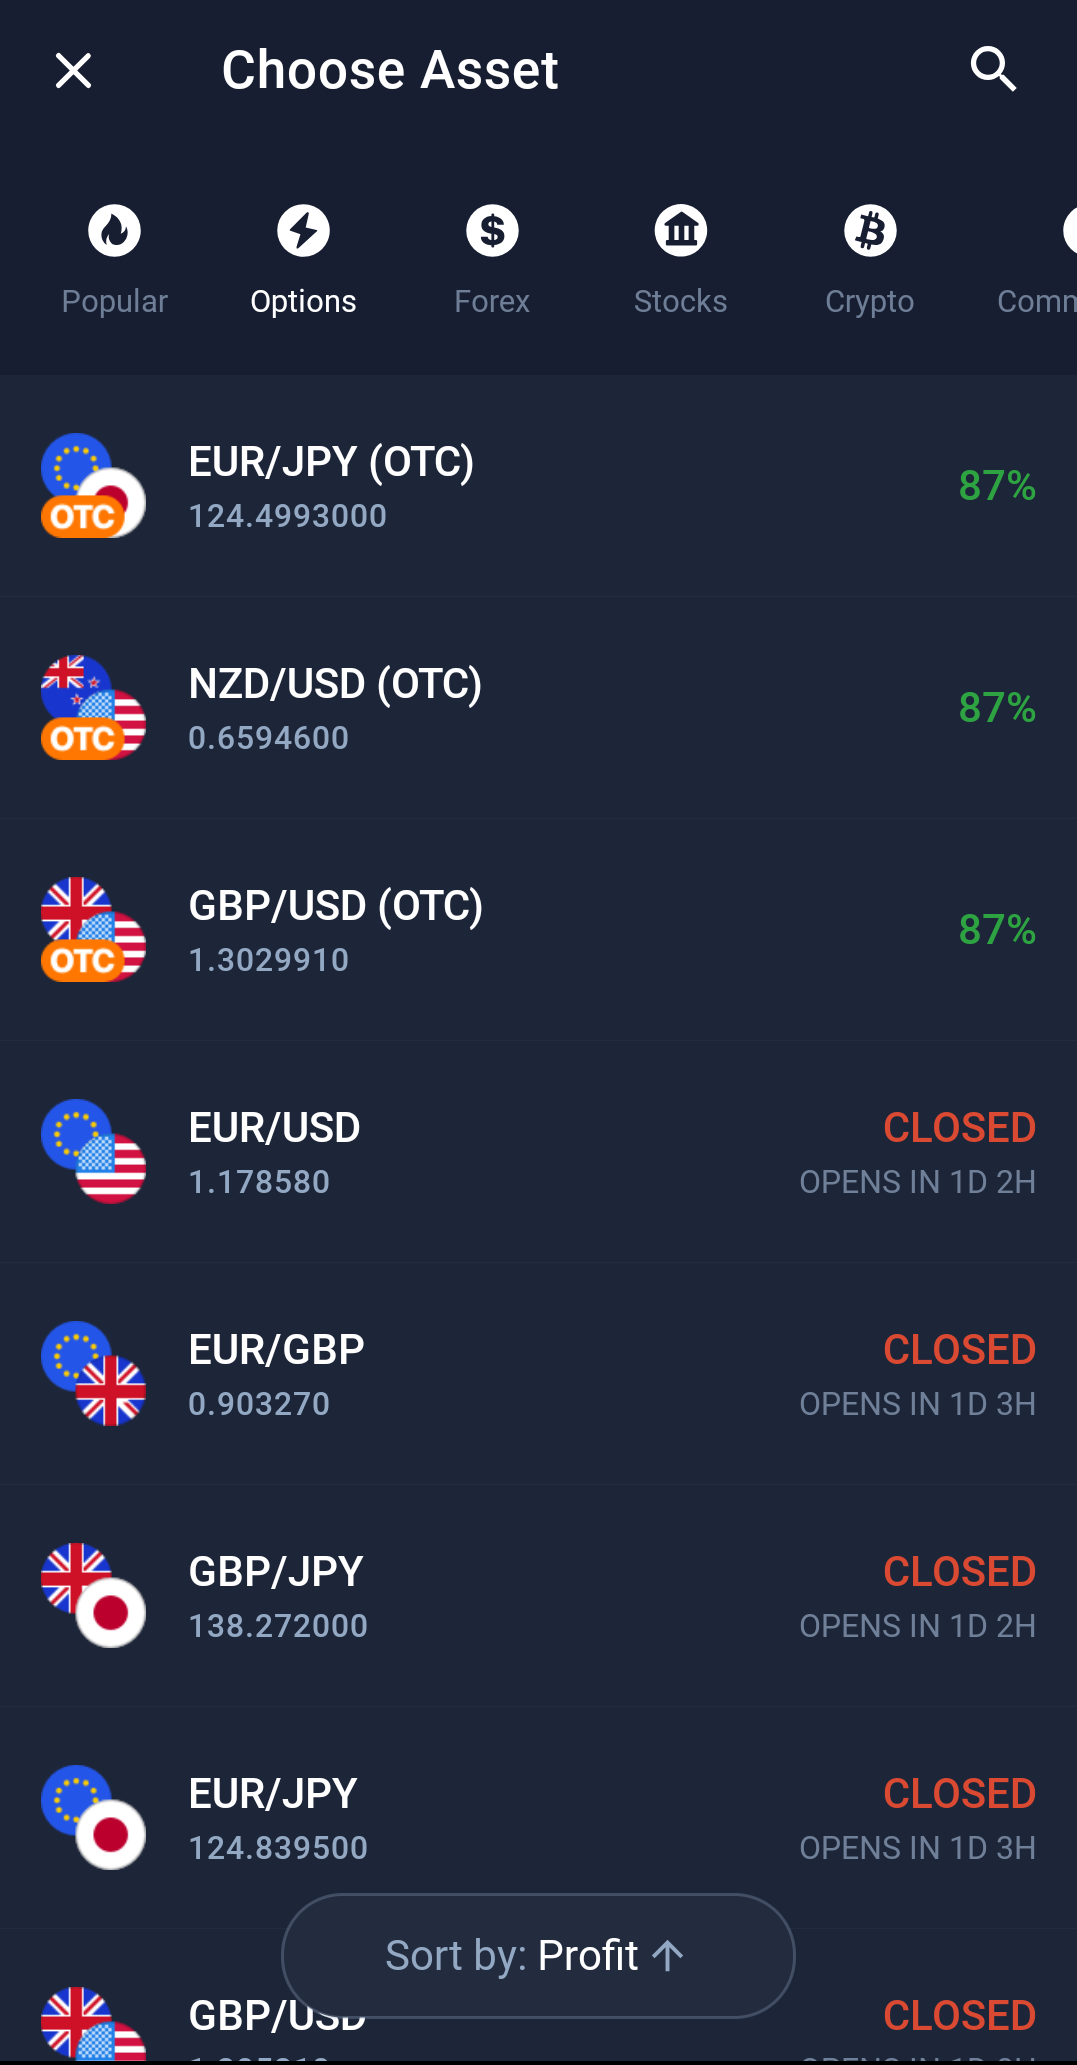 Choose Asset
Popular
Options
Forex
Stocks
Crypto
Comm
EUR/JPY (OTC)
124.4993000
87%
OTC
NZD/USD (OTC)
0.6594600
87%
OTC
GBP/USD (OTC)
1.3029910
87%
OTC
EUR/USD
1.178580
CLOSED
OPENS IN 1D 2H
EUR/GBP
0.903270
CLOSED
OPENS IN 1D 3H
GBP/JPY
138.272000
CLOSED
OPENS IN 1D 2H
EUR/JPY
124.839500
CLOSED
OPENS IN 1D 3H
Sort by: Profit ↑
GBP/USD
CLOSED